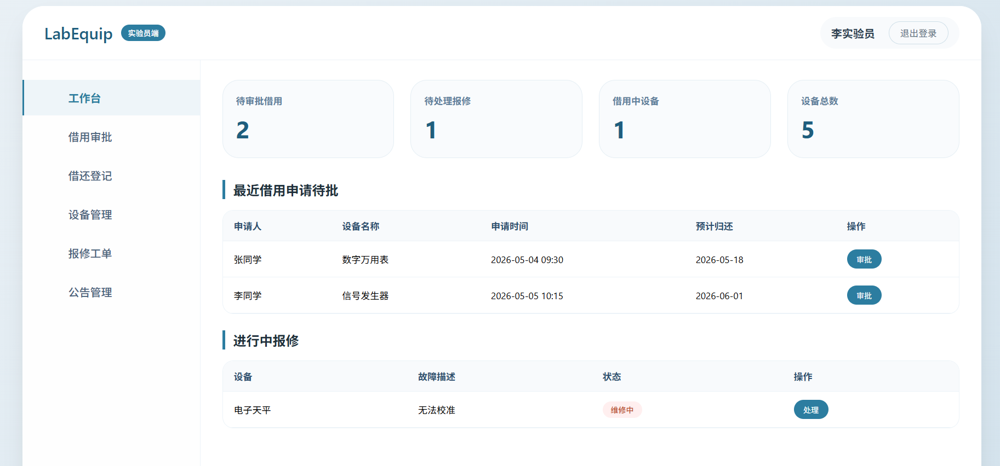 LabEquip 实验员端 李实验员 退出登录
工作台
借用审批
借还登记
设备管理
报修工单
公告管理
待审批借用 待处理报修 借用中设备 设备总数
2 1 1 5
最近借用申请待批
申请人 设备名称 申请时间 预计归还 操作
张同学 数字万用表 2026-05-04 09:30 2026-05-18 审批
李同学 信号发生器 2026-05-05 10:15 2026-06-01 审批
进行中报修
设备 故障描述 状态 操作
电子天平 无法校准 维修中 处理